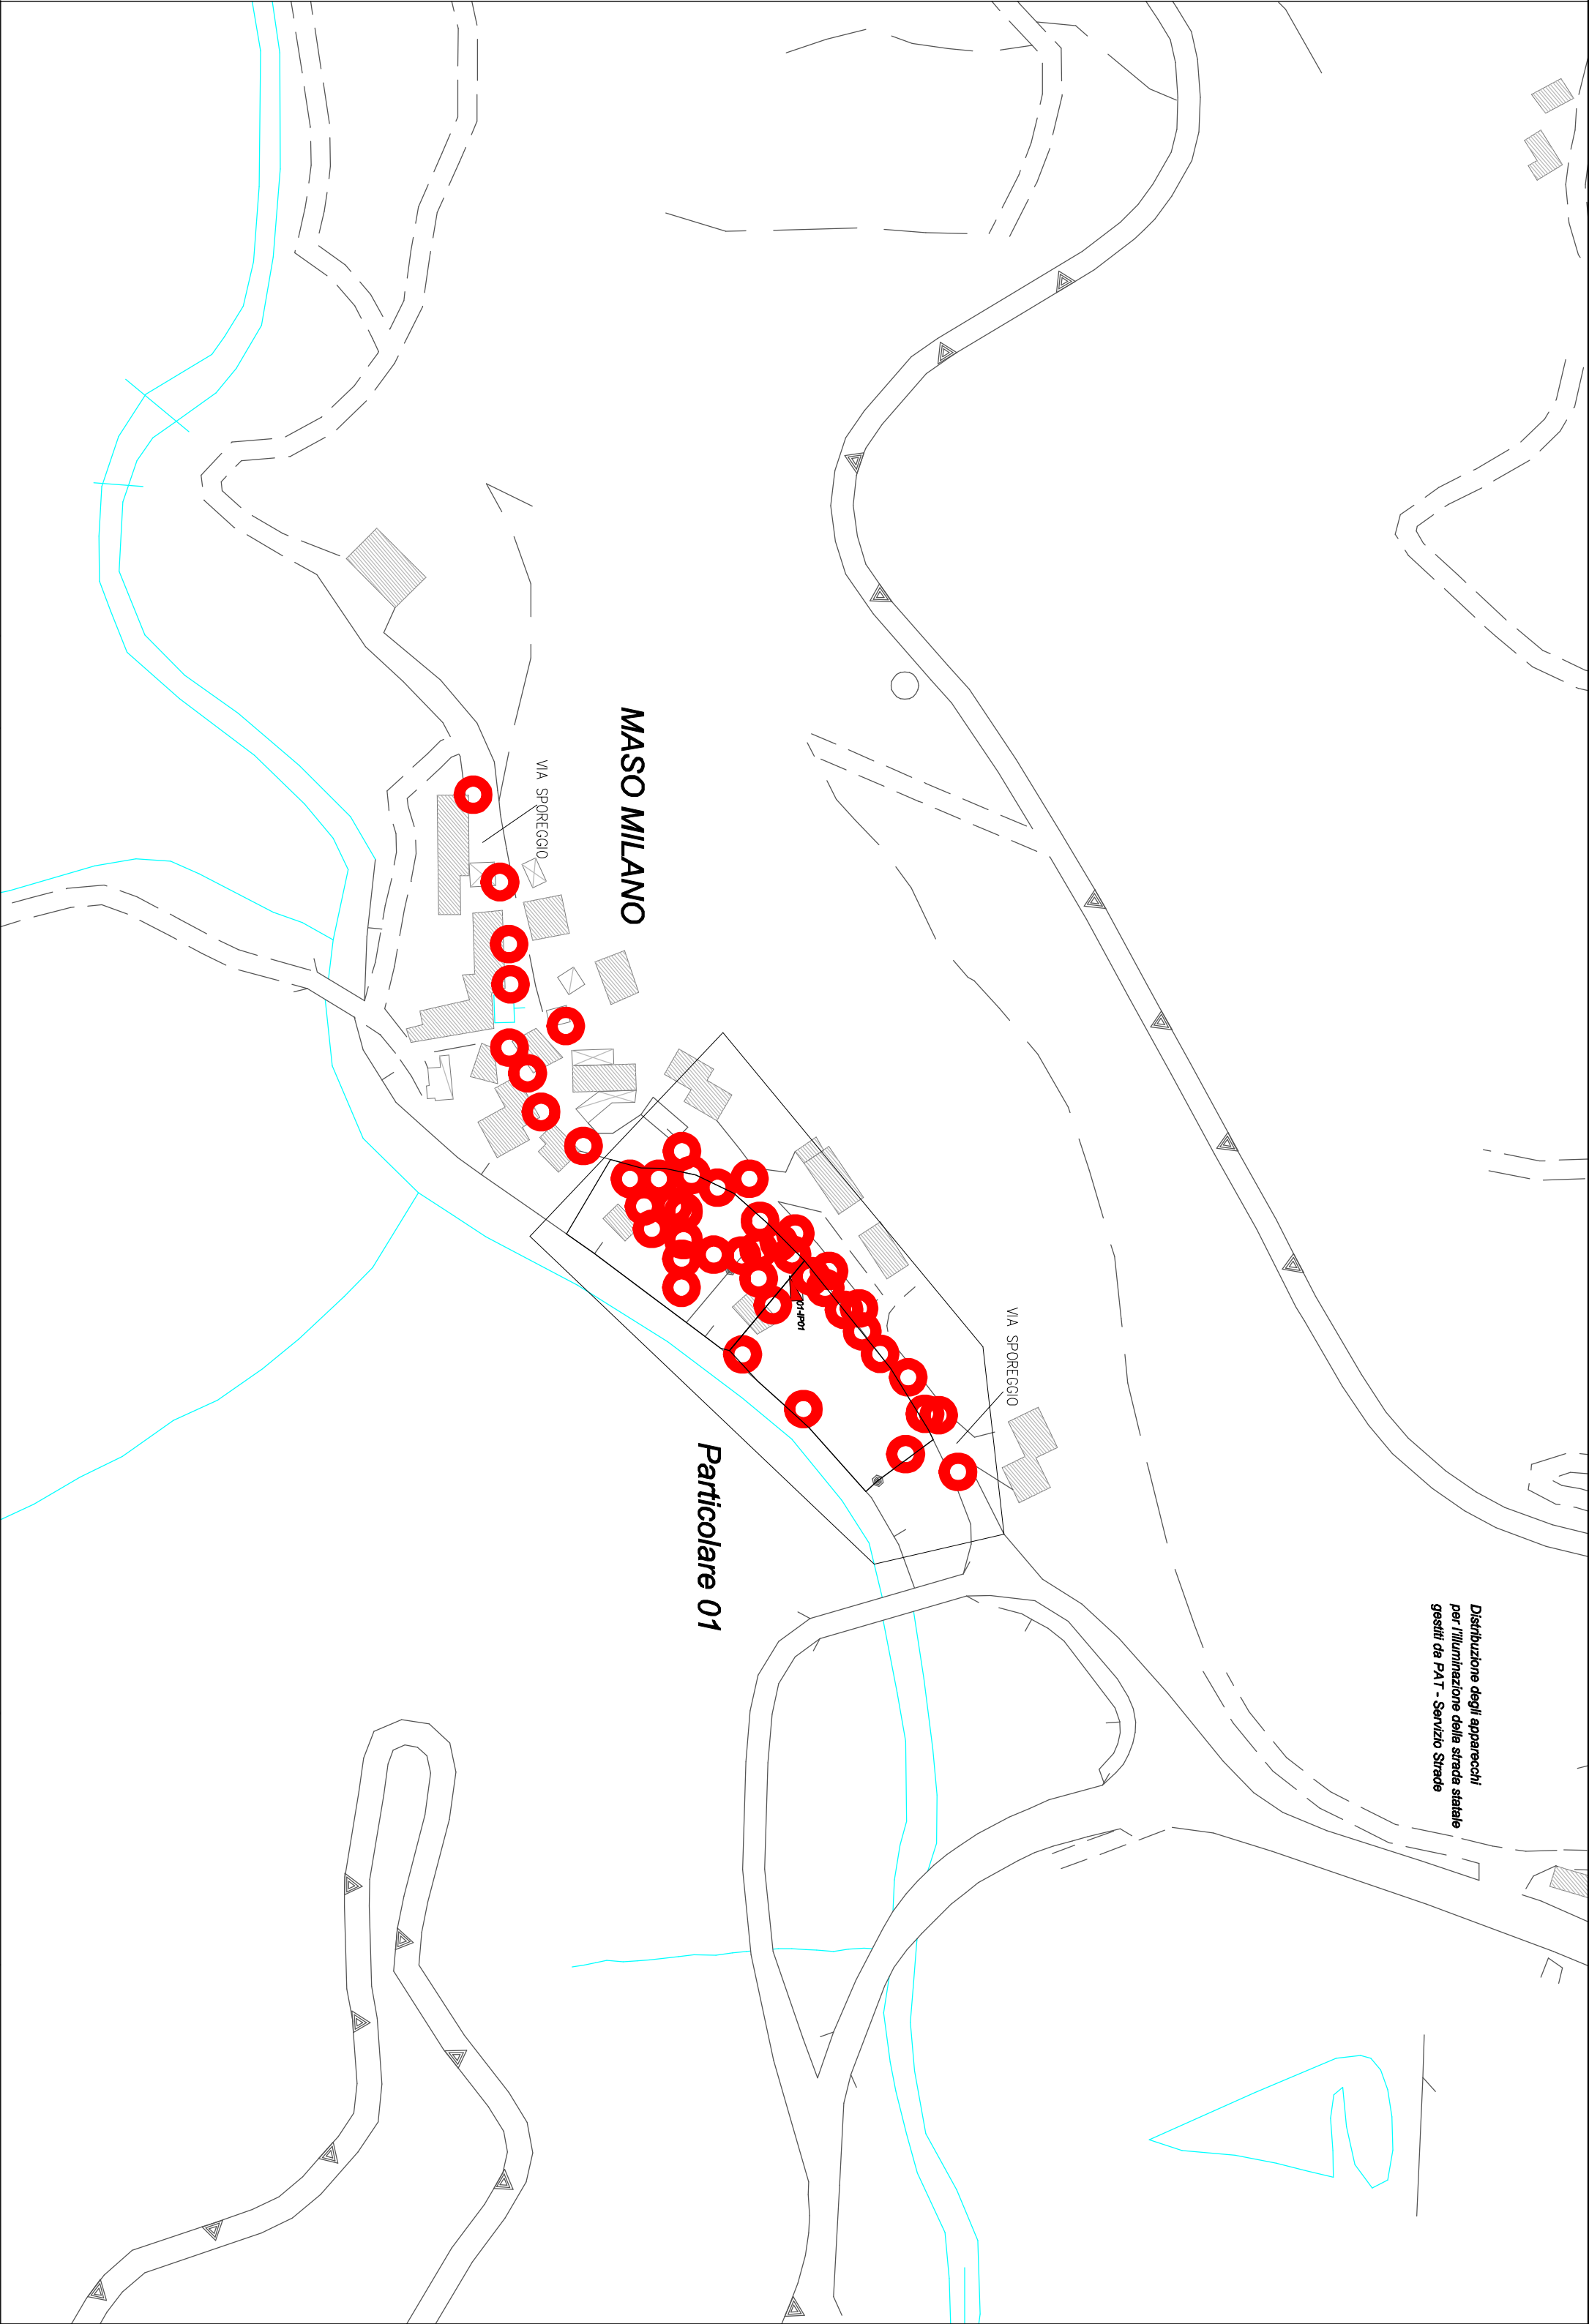 Distribuzione degli apparecchi
per l'illuminazione della strada statale
gestiti da PAT - Servizio Strade
VIA SPOREGGIO
MASO MILANO
VIA SPOREGGIO
Particolare 01